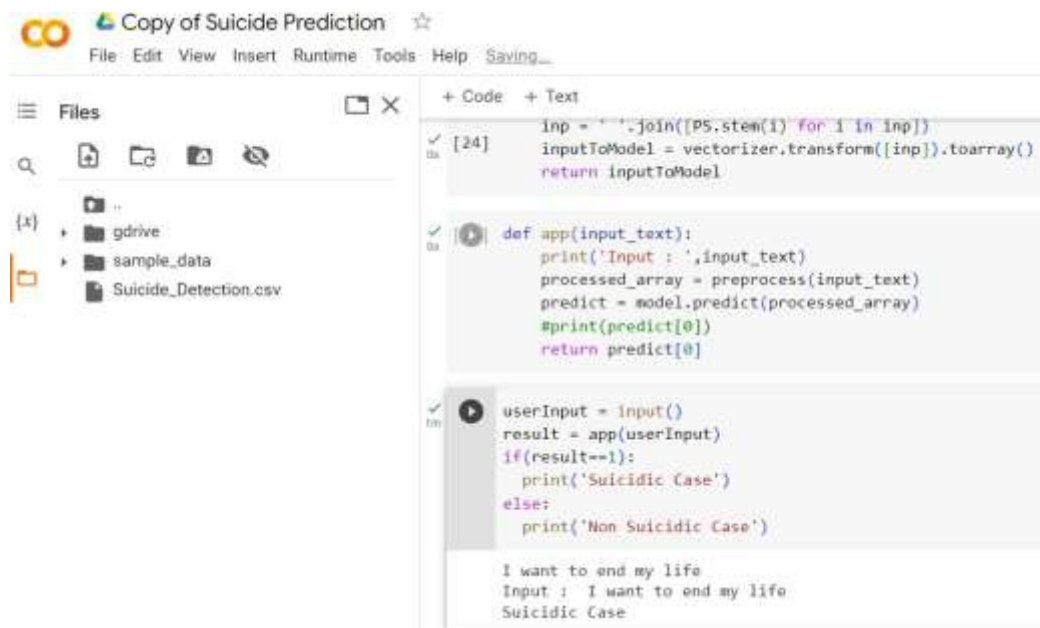 Copy of Suicide Prediction
File Edit View Insert Runtime Tools Help Saving...
Files
+ Code + Text
{x}
..
gdrive
sample_data
Suicide_Detection.csv
inp = ' '.join([PS.stem(i) for i in inp])
[24] inputToModel = vectorizer.transform([inp]).toarray()
return inputToModel
def app(input_text):
print('Input : ',input_text)
processed_array = preprocess(input_text)
predict = model.predict(processed_array)
#print(predict[0])
return predict[0]
userInput = input()
result = app(userInput)
if(result==1):
print('Suicidic Case')
else:
print('Non Suicidic Case')
I want to end my life
Input :  I want to end my life
Suicidic Case